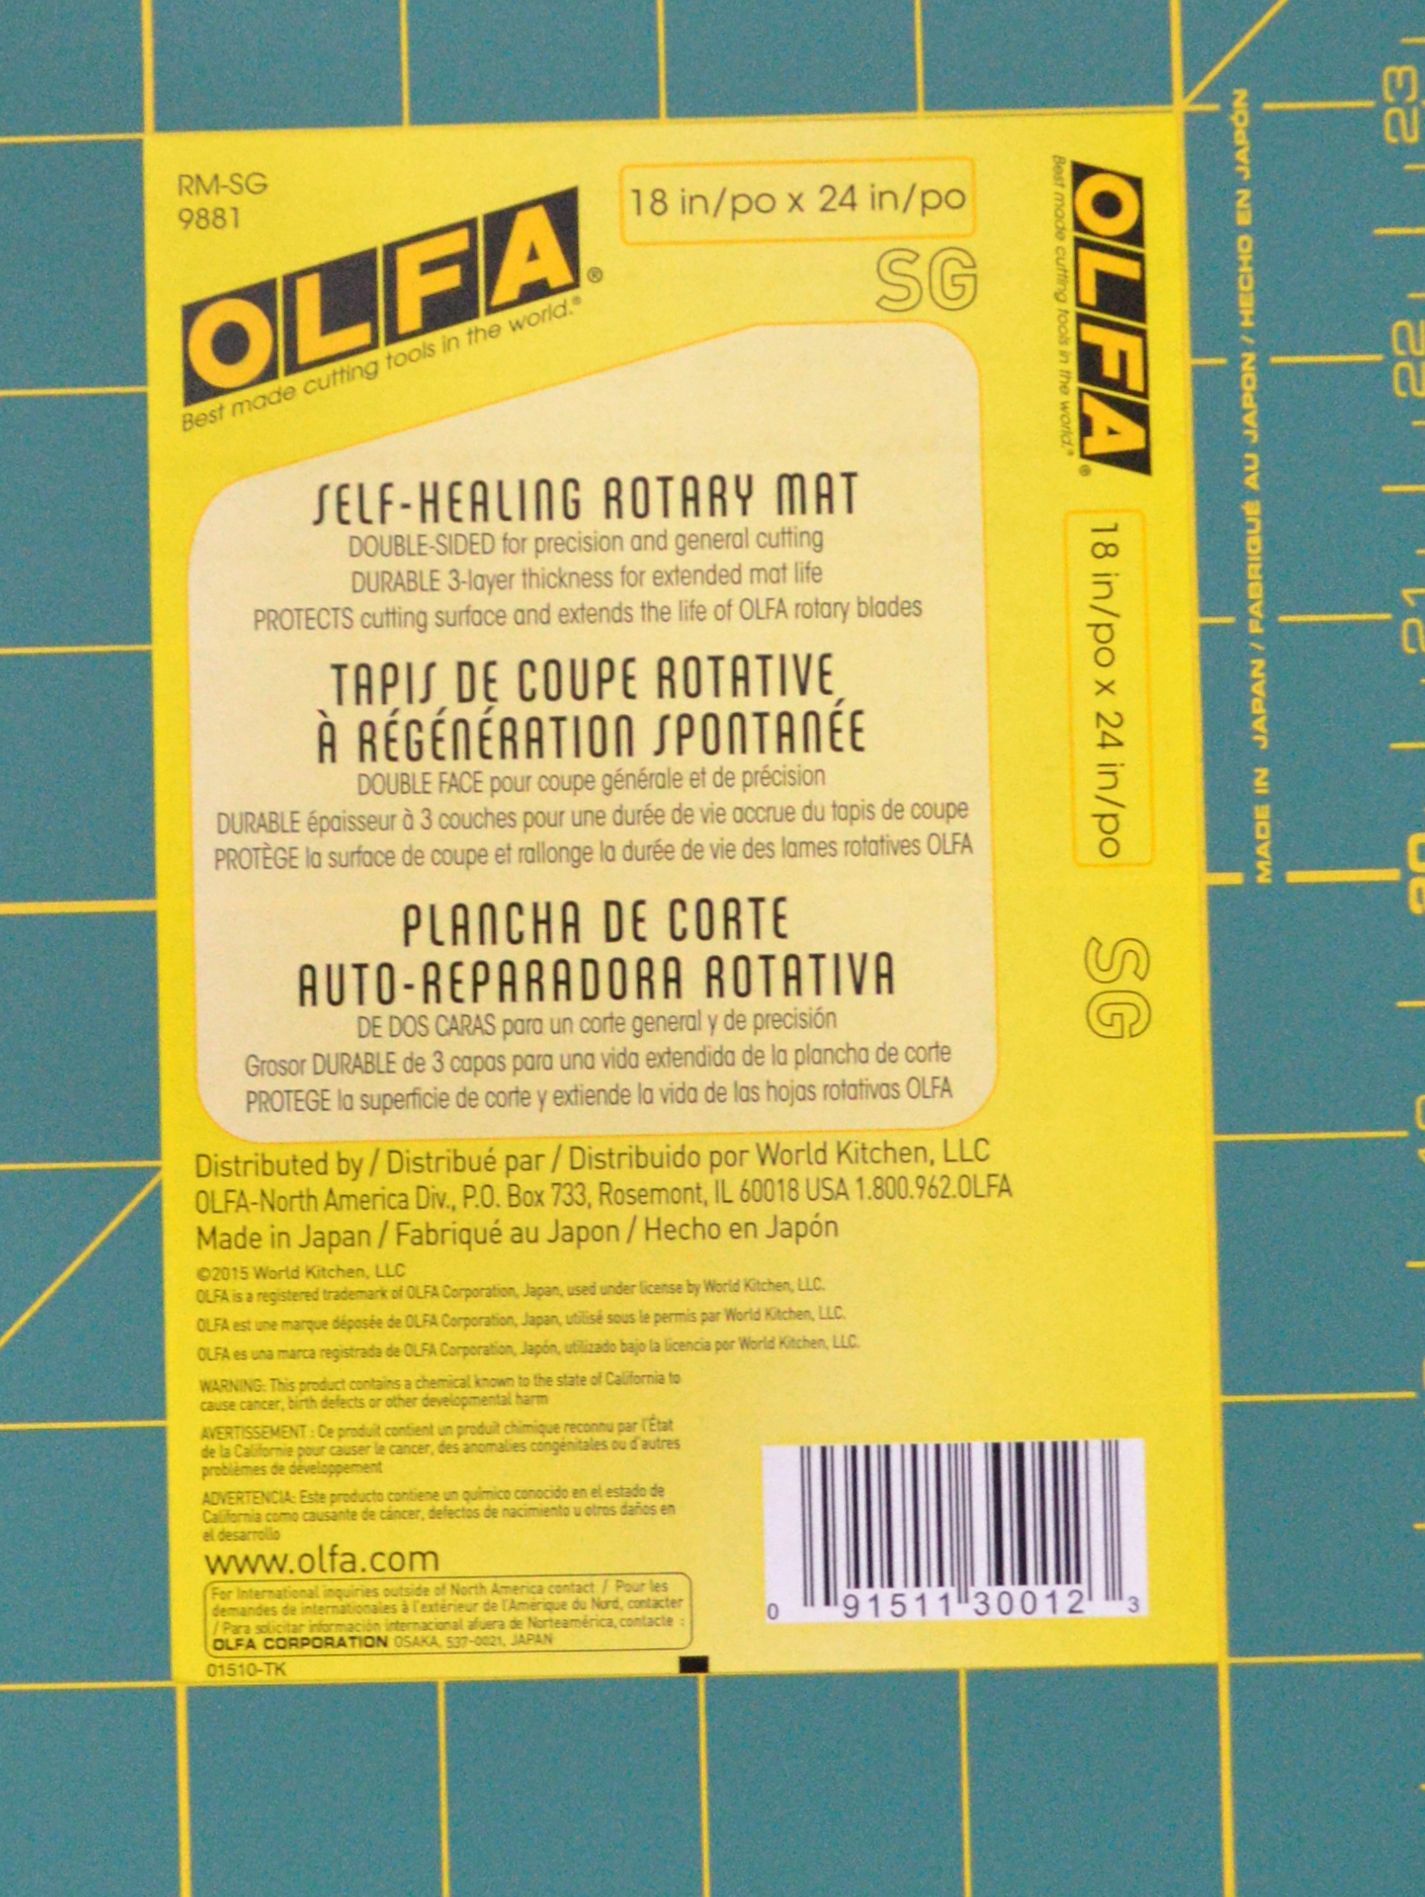 RM-SG
9881
OLFA®
Best made cutting tools in the world.®
18 in/po x 24 in/po
SG
SELF-HEALING ROTARY MAT
DOUBLE-SIDED for precision and general cutting
DURABLE 3-layer thickness for extended mat life
PROTECTS cutting surface and extends the life of OLFA rotary blades
TAPIS DE COUPE ROTATIVE
À RÉGÉNÉRATION SPONTANÉE
DOUBLE FACE pour coupe générale et de précision
DURABLE épaisseur à 3 couches pour une durée de vie accrue du tapis de coupe
PROTÈGE la surface de coupe et rallonge la durée de vie des lames rotatives OLFA
PLANCHA DE CORTE
AUTO-REPARADORA ROTATIVA
DE DOS CARAS para un corte general y de precisión
Grosor DURABLE de 3 capas para una vida extendida de la plancha de corte
PROTEGE la superficie de corte y extiende la vida de las hojas rotativas OLFA
Distributed by / Distribué par / Distribuido por World Kitchen, LLC
OLFA-North America Div., P.O. Box 733, Rosemont, IL 60018 USA 1.800.962.OLFA
Made in Japan / Fabriqué au Japon / Hecho en Japón
©2015 World Kitchen, LLC
OLFA is a registered trademark of OLFA Corporation, Japan, used under license by World Kitchen, LLC.
OLFA est une marque déposée de OLFA Corporation, Japan, utilisé sous le permis par World Kitchen, LLC.
OLFA es una marca registrada de OLFA Corporation, Japón, utilizado bajo la licencia por World Kitchen, LLC.
WARNING: This product contains a chemical known to the state of California to
cause cancer, birth defects or other developmental harm
AVERTISSEMENT : Ce produit contient un produit chimique reconnu par l'État
de la Californie pour causer le cancer, des anomalies congénitales ou d'autres
problèmes de développement
ADVERTENCIA: Este producto contiene un químico conocido en el estado de
California como causante de cáncer, defectos de nacimiento u otros daños en
el desarrollo
www.olfa.com
For International inquiries outside of North America contact / Pour les
demandes de internationales à l'extérieur de l'Amérique du Nord, contacter
/ Para solicitar información internacional afuera de Norteamérica, contacte :
OLFA CORPORATION OSAKA, 537-0021, JAPAN
01510-TK
0 91511 30012 3
OLFA®
Best made cutting tools in the world.®
18 in/po x 24 in/po
SG
MADE IN JAPAN / FABRIQUÉ AU JAPON / HECHO EN JAPÓN
23
22
21
20